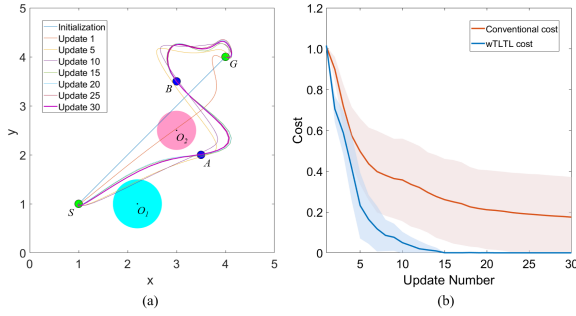 5
4
3
2
1
0
y
0
1
2
3
4
5
x
Initialization
Update 1
Update 5
Update 10
Update 15
Update 20
Update 25
Update 30
G
B
O2
A
S
O1
(a)
1.2
1
0.8
0.6
0.4
0.2
0
Cost
5
10
15
20
25
30
Update Number
Conventional cost
wTLTL cost
(b)